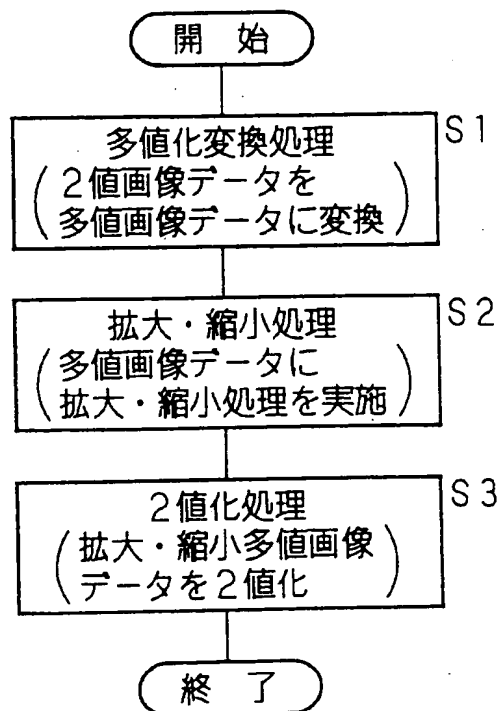 開 始
多値化変換処理
(2値画像データを
多値画像データに変換)
S1
拡大・縮小処理
(多値画像データに
拡大・縮小処理を実施)
S2
2値化処理
(拡大・縮小多値画像
データを2値化)
S3
終 了